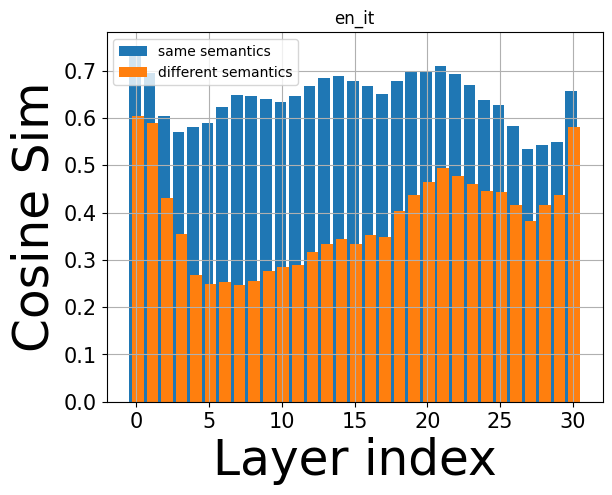 en_it
same semantics
different semantics
Cosine Sim
0.7
0.6
0.5
0.4
0.3
0.2
0.1
0.0
0 5 10 15 20 25 30
Layer index